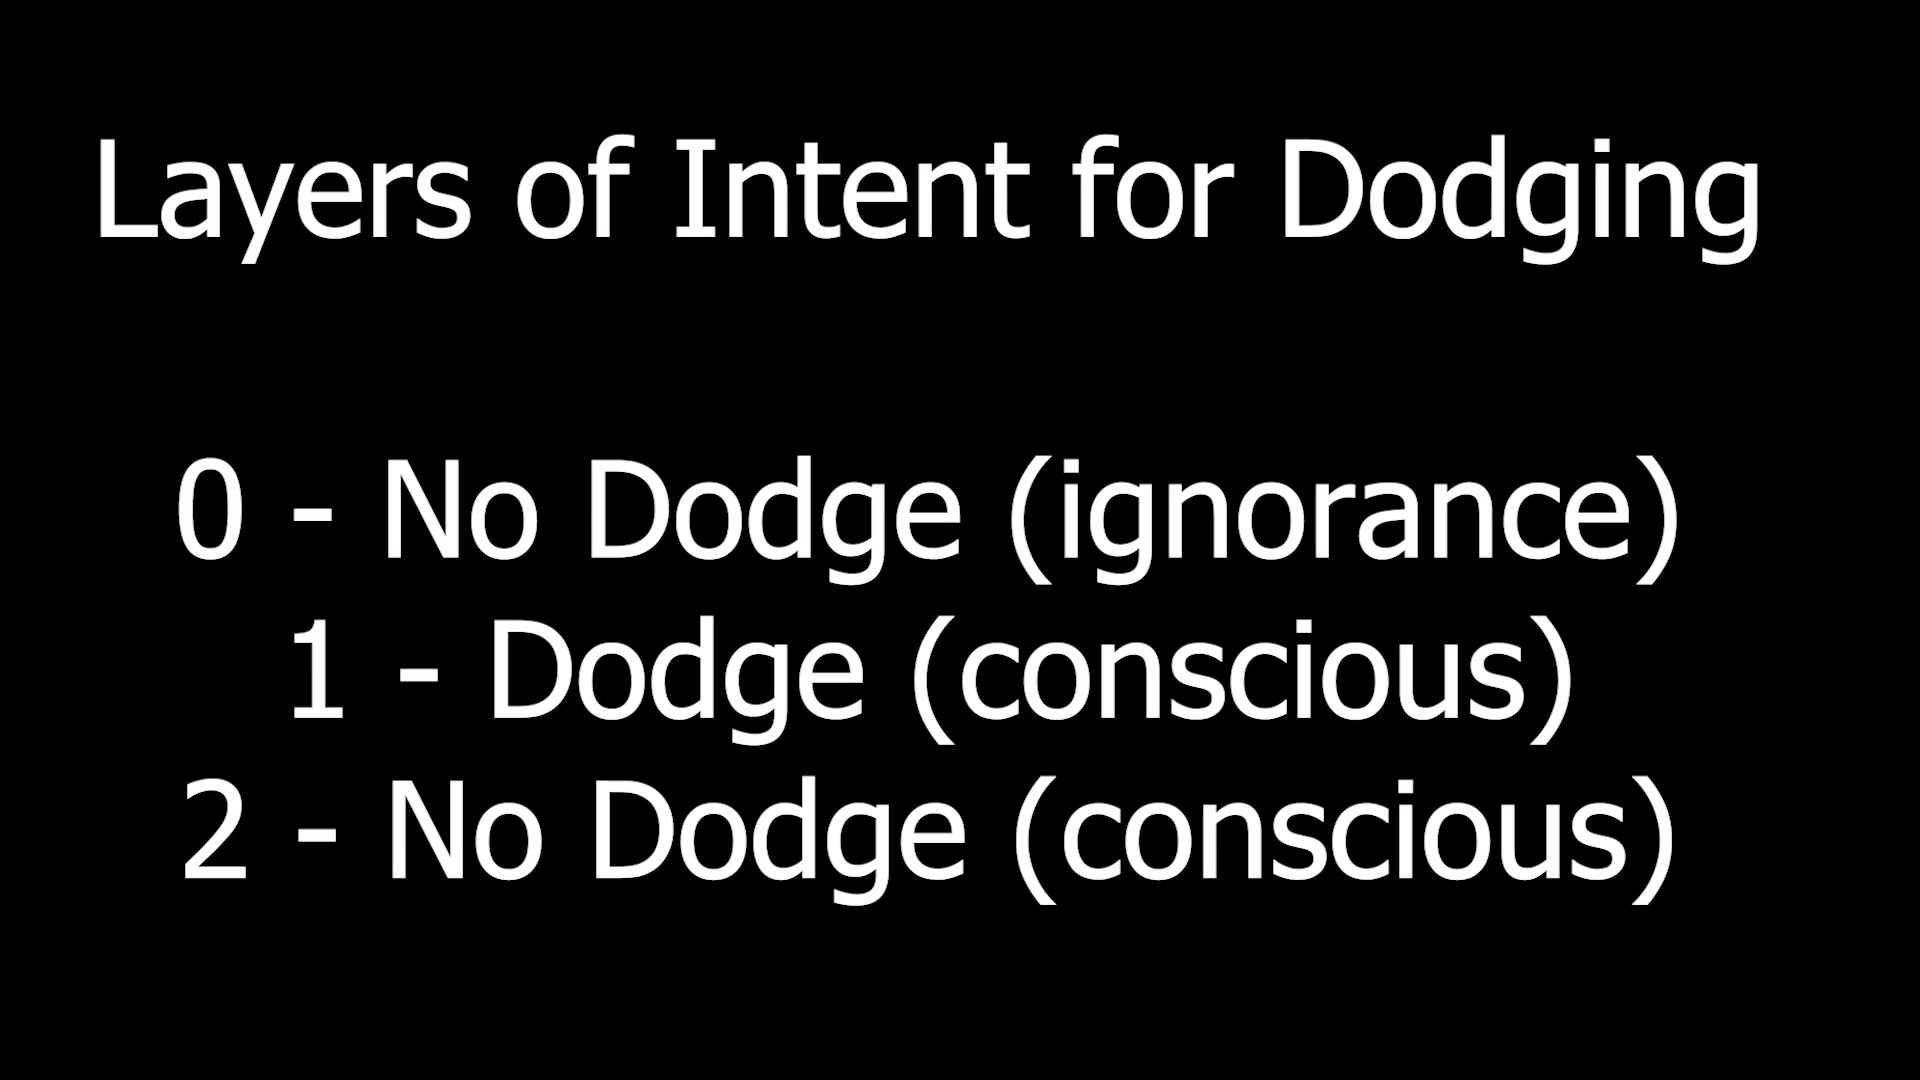 Layers of Intent for Dodging
0 - No Dodge (ignorance)
1 - Dodge (conscious)
2 - No Dodge (conscious)